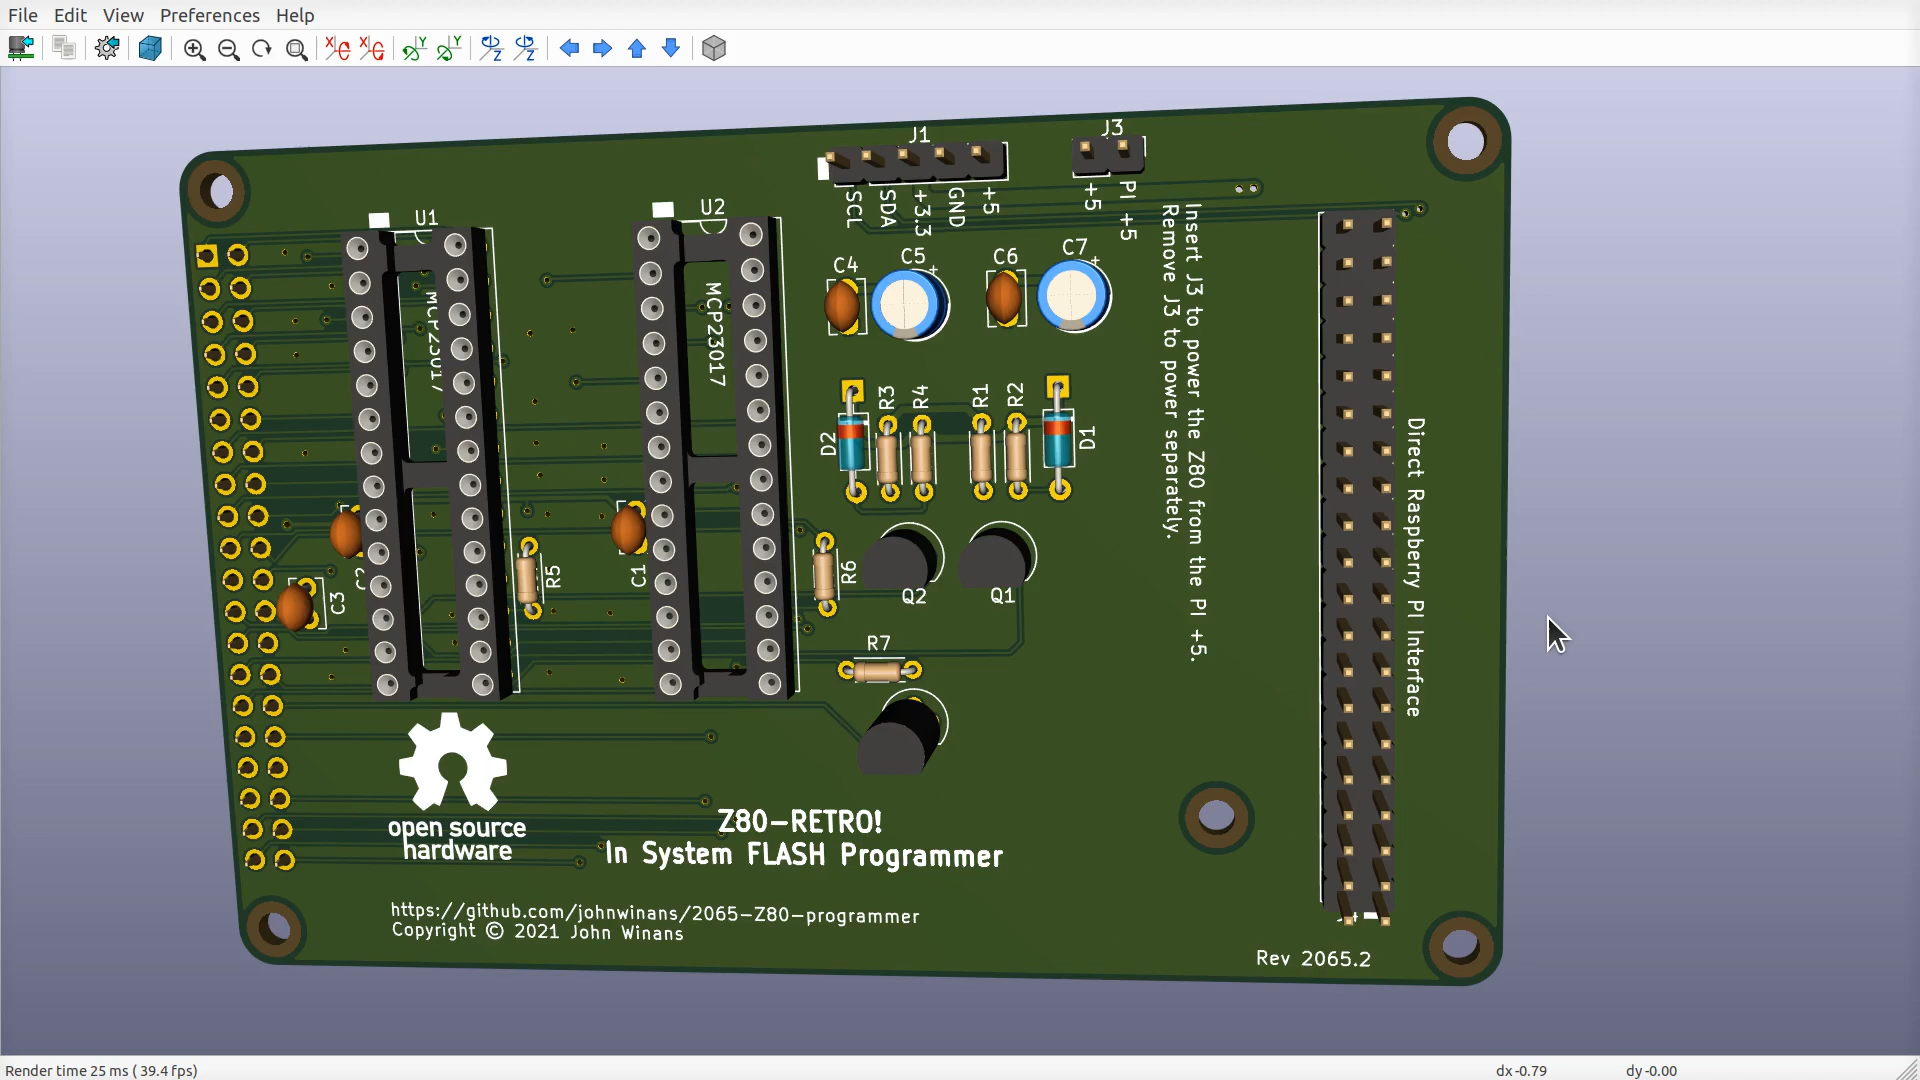 File Edit View Preferences Help
J1
J3
SCL
SDA
+3.3
GND
+5
+5
PI +5
U1
U2
MCP23017
MCP23017
C4
C5
+
C6
C7
+
Insert J3 to power the Z80 from the PI +5.
Remove J3 to power separately.
D2
R3
R4
R1
R2
D1
Direct Raspberry PI Interface
C3
R5
C1
R6
Q2
Q1
R7
open source
hardware
Z80-RETRO!
In System FLASH Programmer
https://github.com/johnwinans/2065-Z80-programmer
Copyright © 2021 John Winans
Rev 2065.2
Render time 25 ms ( 39.4 fps)
dx -0.79
dy -0.00